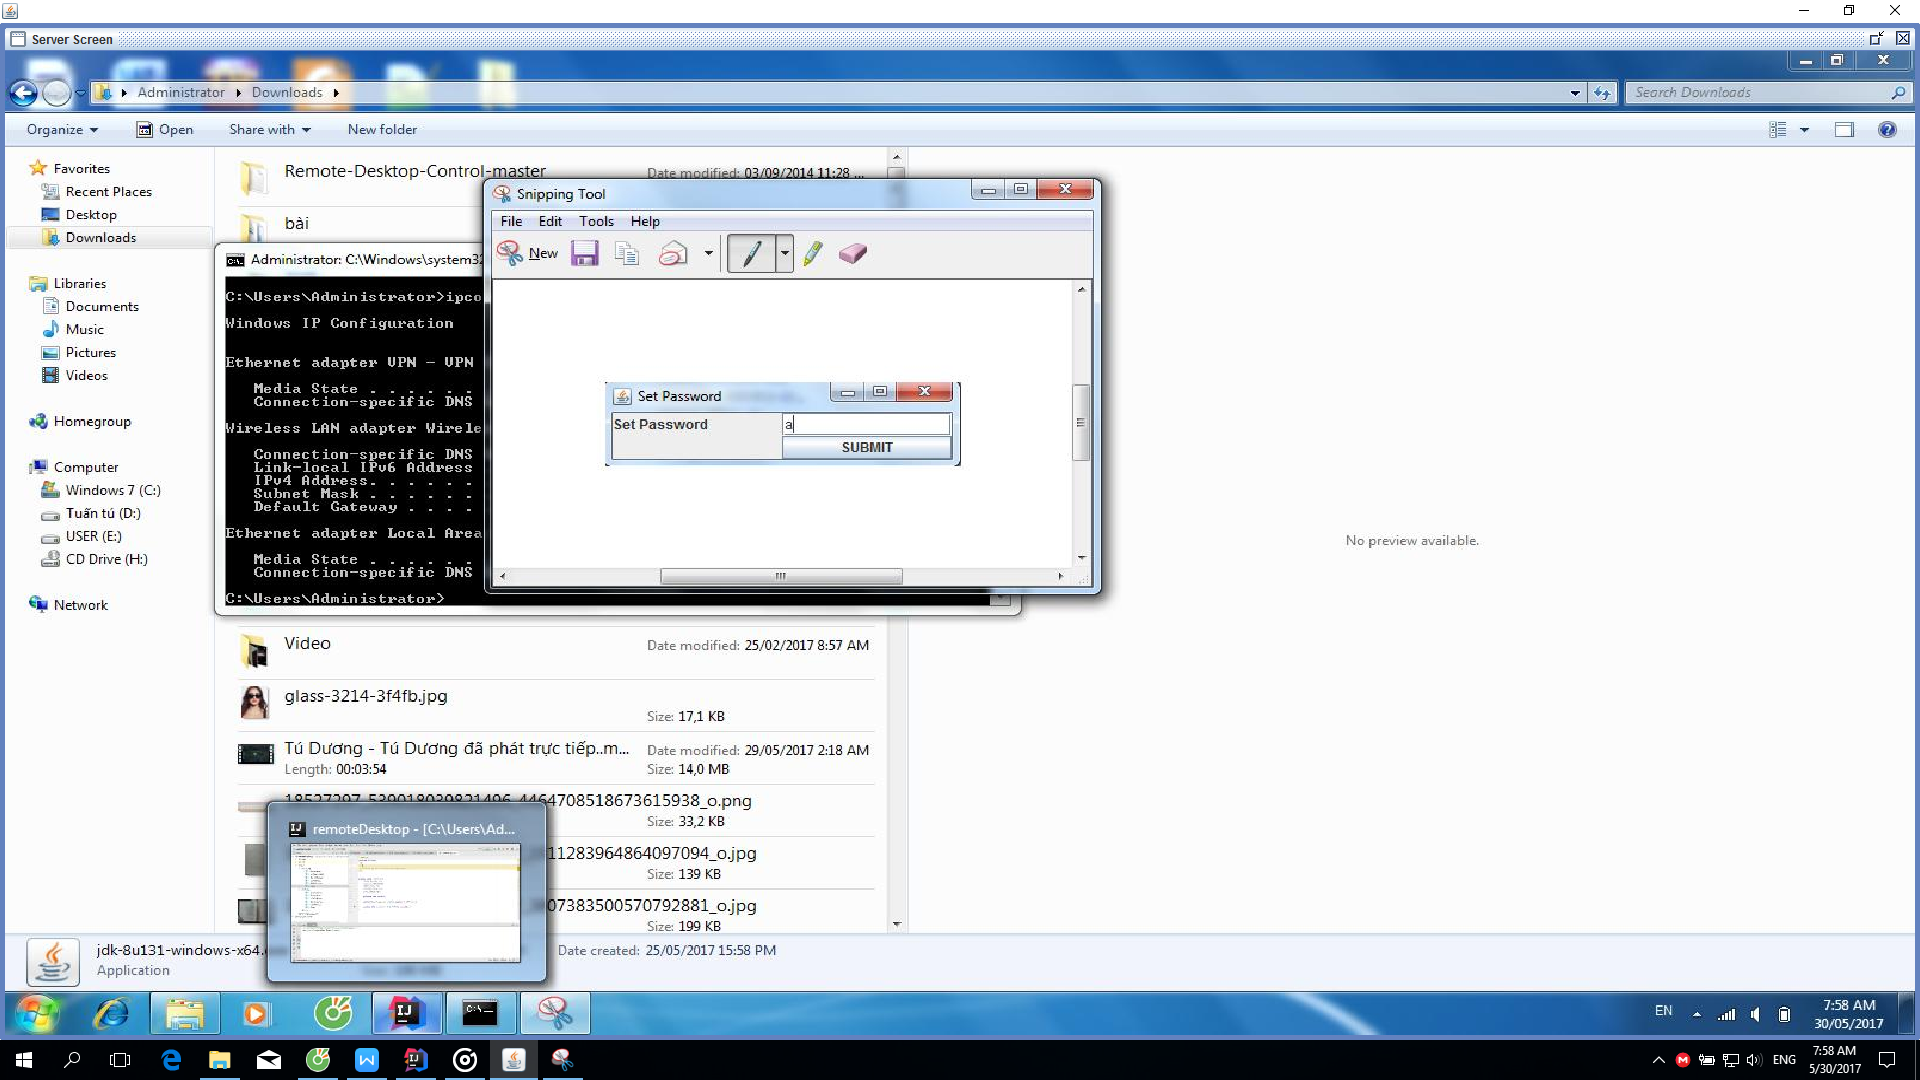 Server Screen
Administrator
Downloads
Search Downloads
Organize
Open
Share with
New folder
Favorites
Recent Places
Desktop
Downloads
Libraries
Documents
Music
Pictures
Videos
Homegroup
Computer
Windows 7 (C:)
Tuấn tú (D:)
USER (E:)
CD Drive (H:)
Network
Remote-Desktop-Control-master
Date modified: 03/09/2014 11:28 ...
bài
Administrator: C:\Windows\system32
C:\Users\Administrator>ipco
Windows IP Configuration
Ethernet adapter VPN - VPN
Media State . . . . . .
Connection-specific DNS
Wireless LAN adapter Wirele
Connection-specific DNS
Link-local IPv6 Address
IPv4 Address. . . . . .
Subnet Mask . . . . . .
Default Gateway . . . .
Ethernet adapter Local Area
Media State . . . . . .
Connection-specific DNS
C:\Users\Administrator>
Snipping Tool
File Edit Tools Help
New
Set Password
Set Password
a
SUBMIT
No preview available.
Video
Date modified: 25/02/2017 8:57 AM
glass-3214-3f4fb.jpg
Size: 17,1 KB
Tú Dương - Tú Dương đã phát trực tiếp..m...
Date modified: 29/05/2017 2:18 AM
Length: 00:03:54
Size: 14,0 MB
18527297_539018039821496_4464708518673615938_o.png
Size: 33,2 KB
11283964864097094_o.jpg
Size: 139 KB
07383500570792881_o.jpg
Size: 199 KB
remoteDesktop - [C:\Users\Ad...
jdk-8u131-windows-x64.
Application
Date created: 25/05/2017 15:58 PM
EN
7:58 AM
30/05/2017
ENG
7:58 AM
5/30/2017